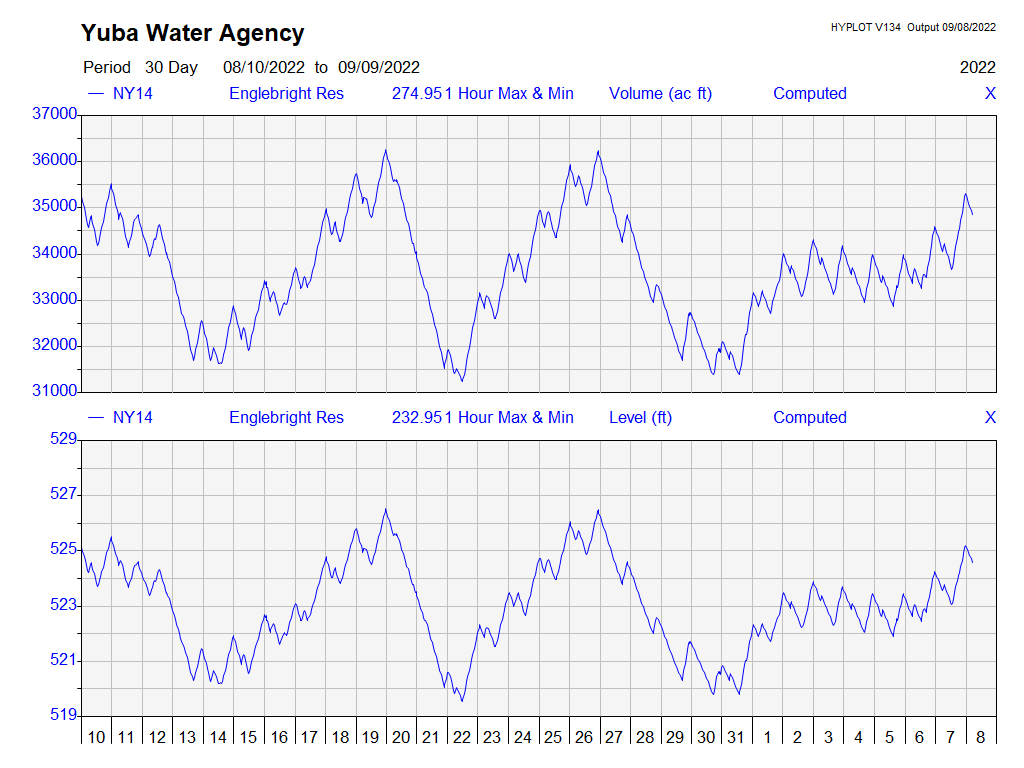 Yuba Water Agency
HYPLOT V134 Output 09/08/2022
Period 30 Day 08/10/2022 to 09/09/2022 2022
NY14 Englebright Res 274.951 Hour Max & Min Volume (ac ft) Computed X
37000
36000
35000
34000
33000
32000
31000
NY14 Englebright Res 232.951 Hour Max & Min Level (ft) Computed X
529
527
525
523
521
519
10 11 12 13 14 15 16 17 18 19 20 21 22 23 24 25 26 27 28 29 30 31 1 2 3 4 5 6 7 8